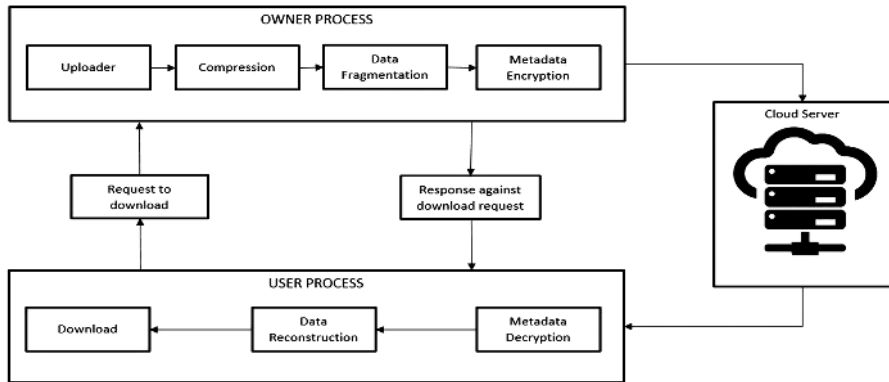 OWNER PROCESS
Uploader
Compression
Data
Fragmentation
Metadata
Encryption
Cloud Server
Request to
download
Response against
download request
USER PROCESS
Download
Data
Reconstruction
Metadata
Decryption